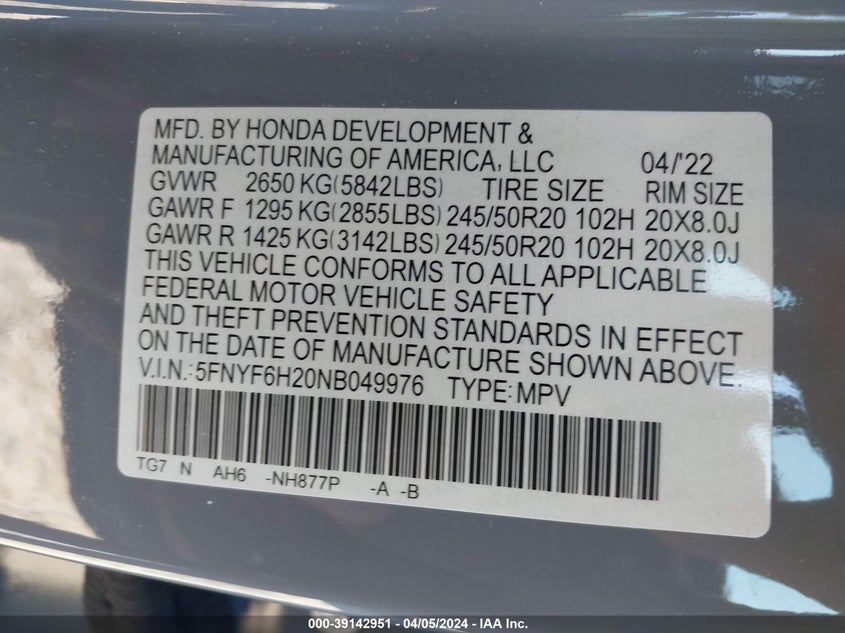 MFD. BY HONDA DEVELOPMENT &
MANUFACTURING OF AMERICA, LLC 04/'22
GVWR 2650 KG(5842LBS) TIRE SIZE RIM SIZE
GAWR F 1295 KG(2855LBS) 245/50R20 102H 20X8.0J
GAWR R 1425 KG(3142LBS) 245/50R20 102H 20X8.0J
THIS VEHICLE CONFORMS TO ALL APPLICABLE
FEDERAL MOTOR VEHICLE SAFETY
AND THEFT PREVENTION STANDARDS IN EFFECT
ON THE DATE OF MANUFACTURE SHOWN ABOVE.
V.I.N.:5FNYF6H20NB049976 TYPE:MPV
TG7 N AH6 -NH877P -A -B
000-39142951 - 04/05/2024 - IAA Inc.